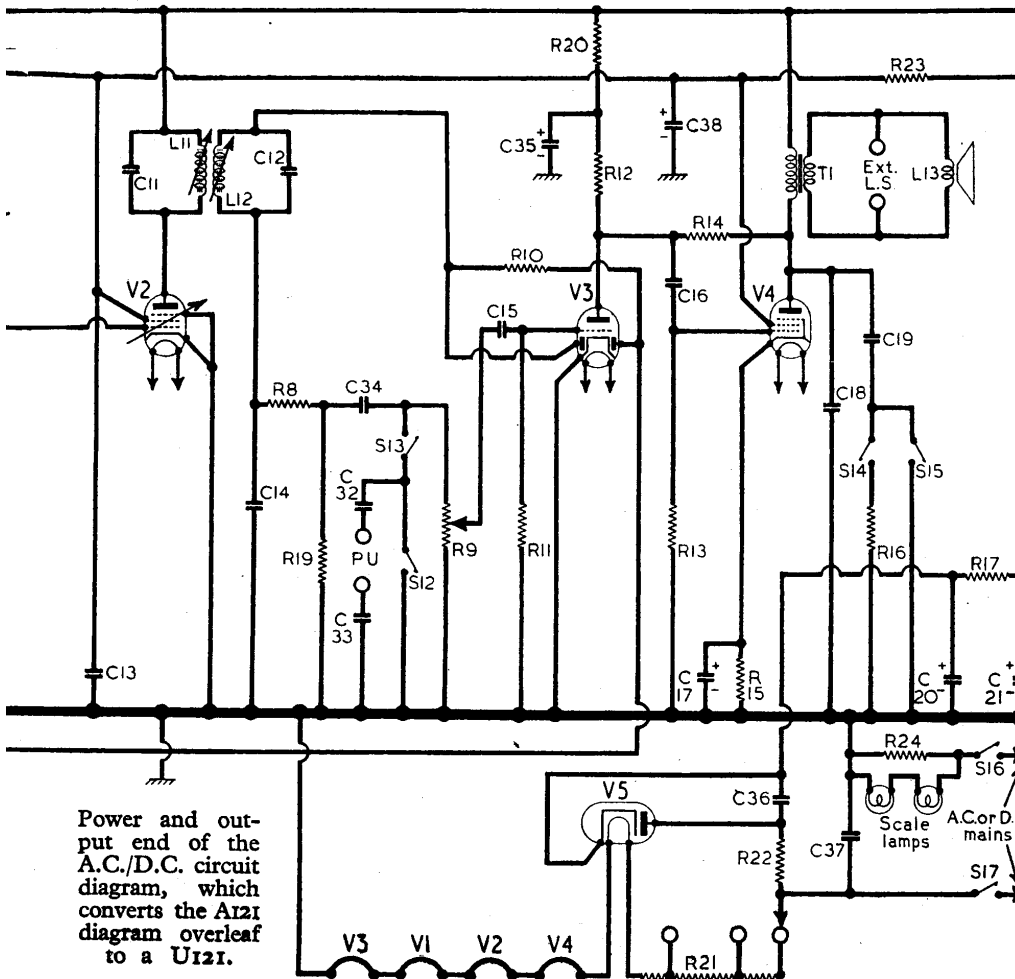 R20
R23
L11
C12
C35
+
-
+
-
C38
C11
R12
T1
Ext.
L.S.
L13
L12
R14
R10
V2
V3
C16
V4
C15
C19
R8
C34
C18
S13
S14
S15
C
32
C14
R19
PU
R9
R11
R13
R16
R17
S12
C
33
C13
C
17
+
-
R
15
C
20
+
-
C
21
+
-
R24
S16
V5
C36
Scale
lamps
A.C.or D.
mains
C37
R22
S17
Power and out-
put end of the
A.C./D.C. circuit
diagram, which
converts the A121
diagram overleaf
to a U121.
V3
V1
V2
V4
R21